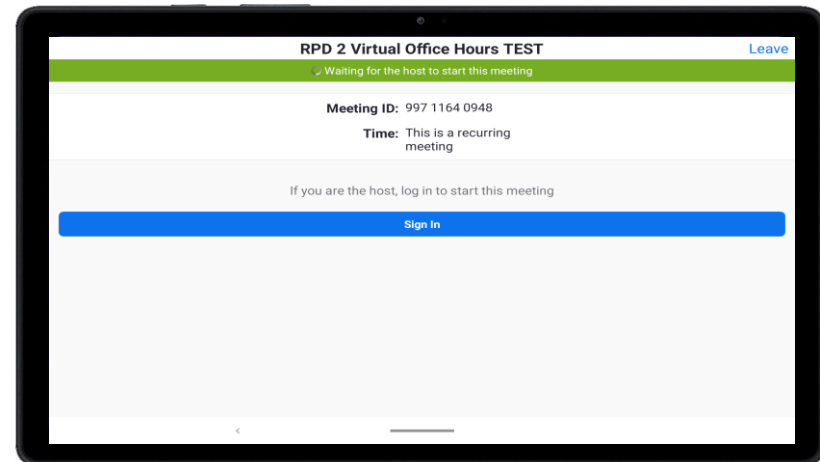 RPD 2 Virtual Office Hours TEST
Leave
Waiting for the host to start this meeting
Meeting ID: 997 1164 0948
Time: This is a recurring
meeting
If you are the host, log in to start this meeting
Sign In